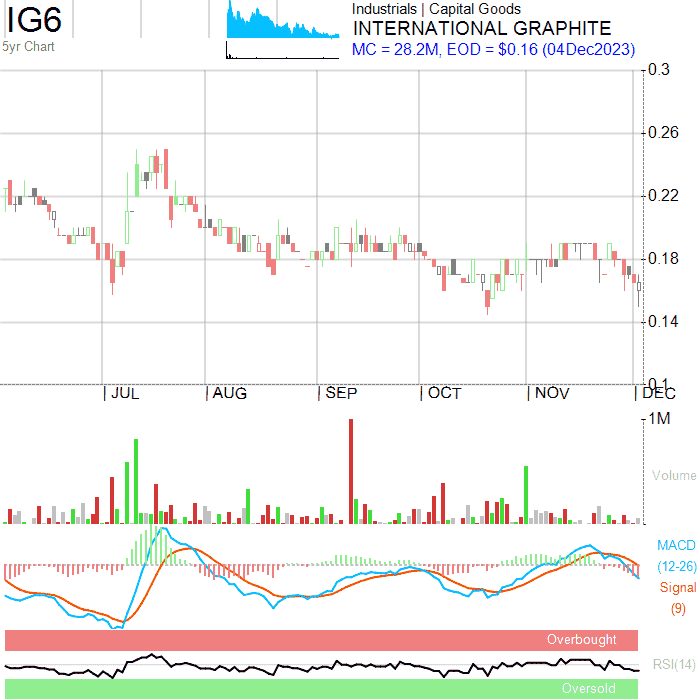 IG6
5yr Chart
Industrials | Capital Goods
INTERNATIONAL GRAPHITE
MC = 28.2M, EOD = $0.16 (04Dec2023)
0.3
0.26
0.22
0.18
0.14
0.1
JUL AUG SEP OCT NOV DEC
1M
Volume
MACD
(12-26)
Signal
(9)
Overbought
RSI(14)
Oversold